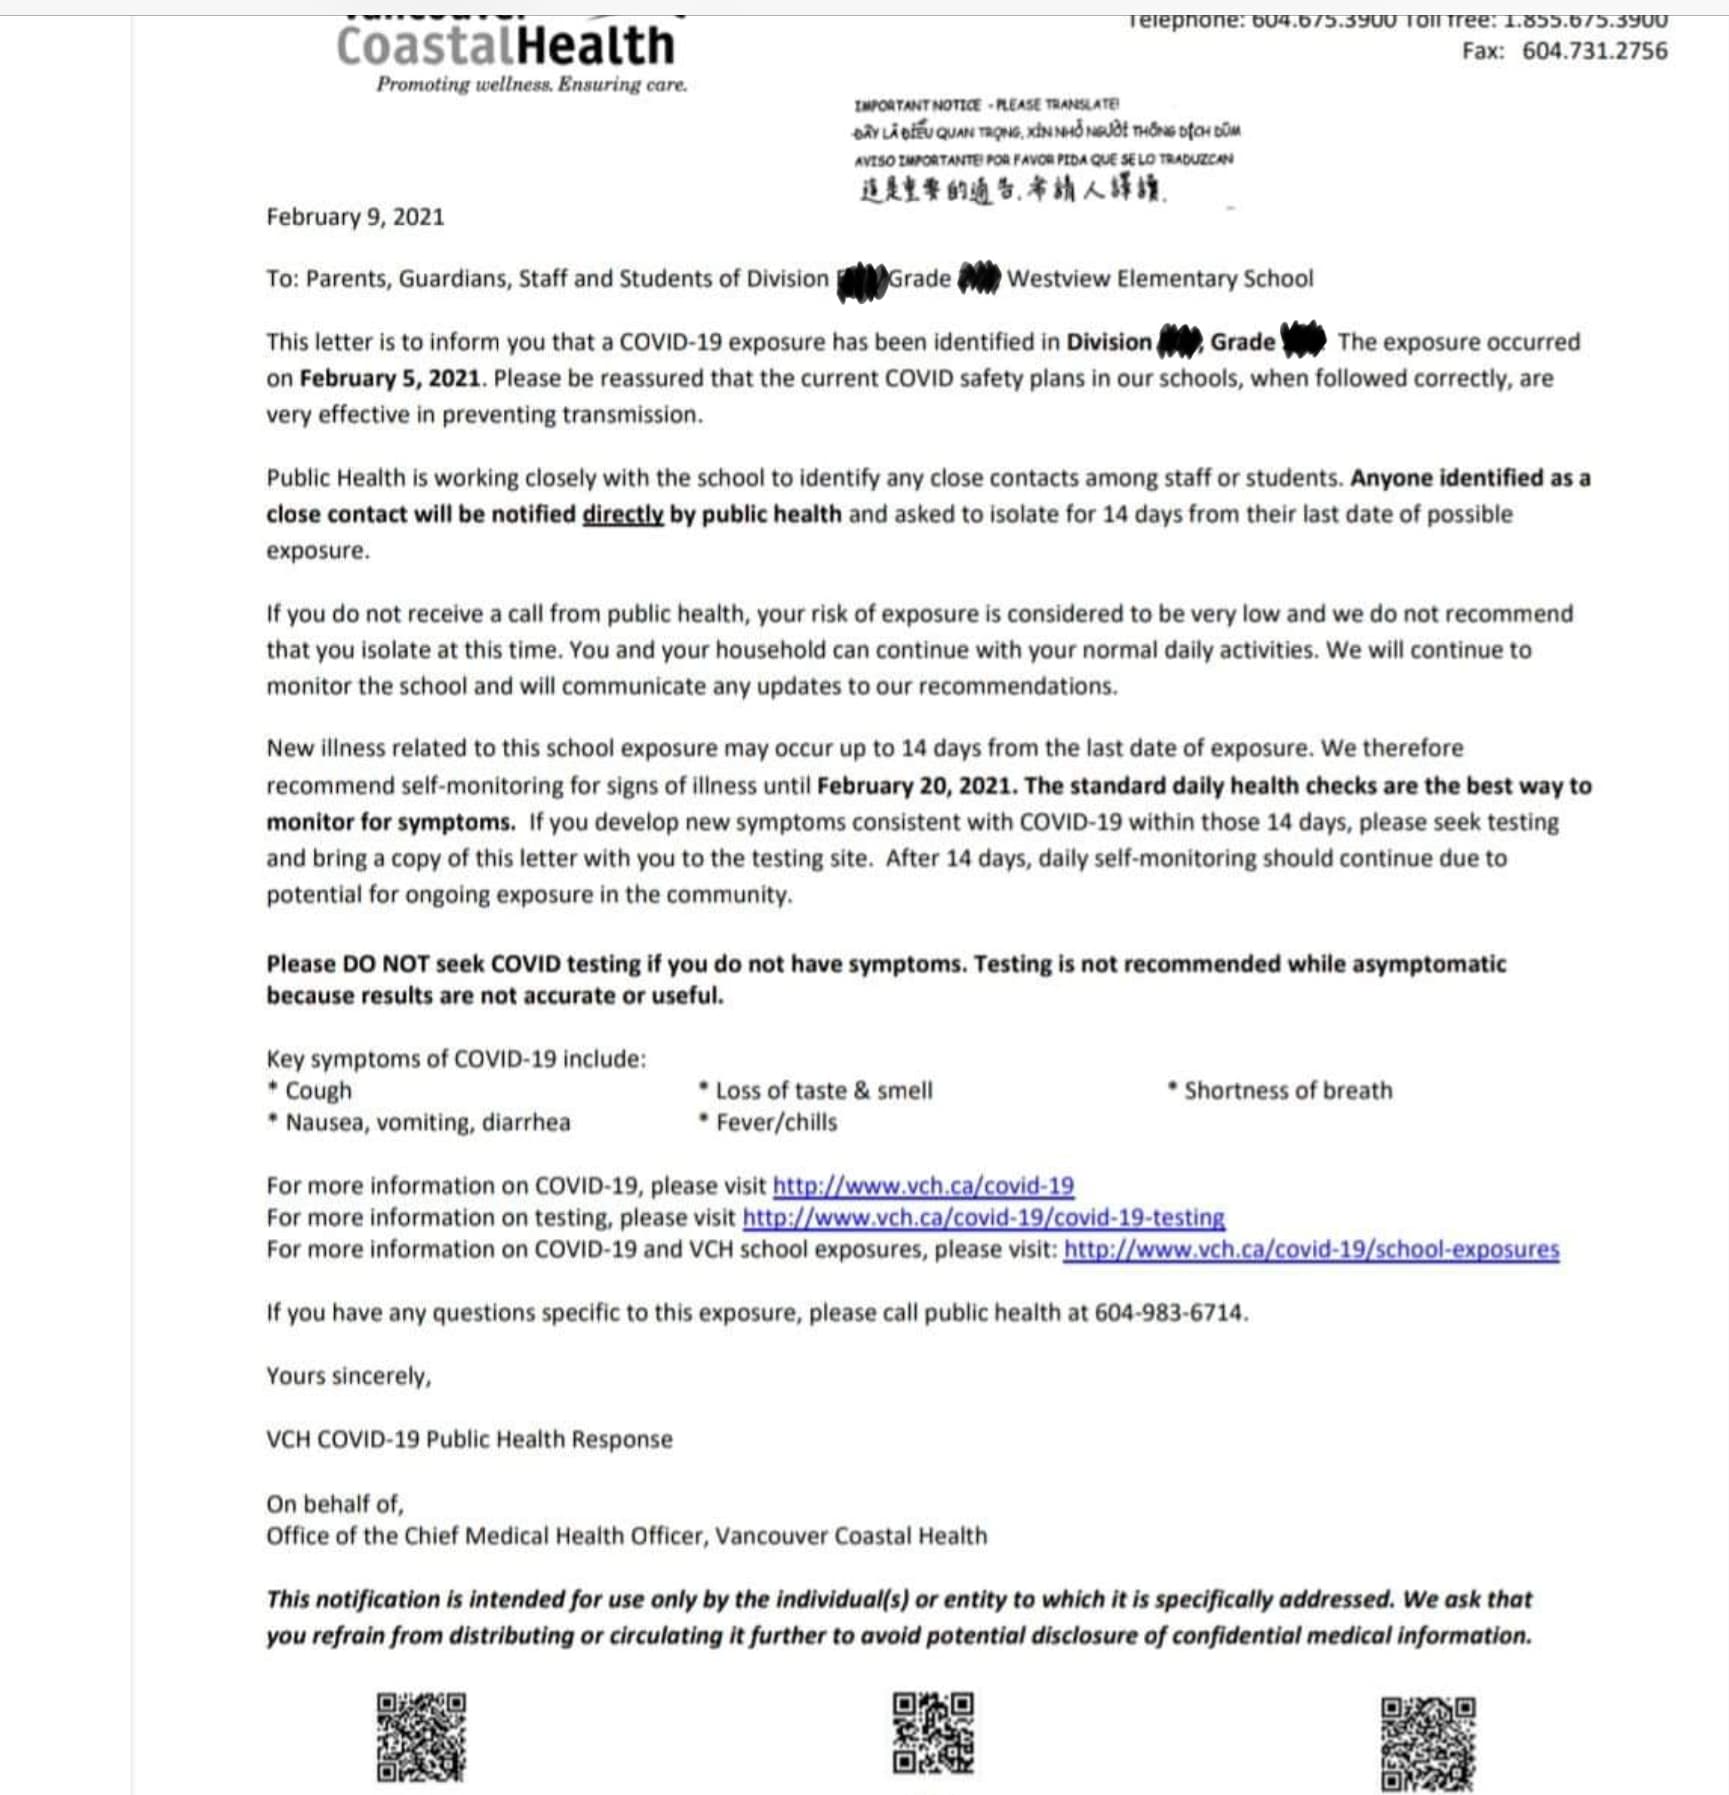 CoastalHealth
Promoting wellness. Ensuring care.
Telephone: 604.675.3900 Toll free: 1.855.675.3900
Fax: 604.731.2756
IMPORTANT NOTICE - PLEASE TRANSLATE!
ĐÂY LÀ ĐIỀU QUAN TRỌNG, XIN NHỜ NGƯỜI THÔNG DỊCH DÙM
AVISO IMPORTANTE! POR FAVOR PIDA QUE SE LO TRADUZCAN
這是重要的通告.希請人譯讀.
February 9, 2021
To: Parents, Guardians, Staff and Students of Division Grade Westview Elementary School
This letter is to inform you that a COVID-19 exposure has been identified in Division , Grade The exposure occurred
on February 5, 2021. Please be reassured that the current COVID safety plans in our schools, when followed correctly, are
very effective in preventing transmission.
Public Health is working closely with the school to identify any close contacts among staff or students. Anyone identified as a
close contact will be notified directly by public health and asked to isolate for 14 days from their last date of possible
exposure.
If you do not receive a call from public health, your risk of exposure is considered to be very low and we do not recommend
that you isolate at this time. You and your household can continue with your normal daily activities. We will continue to
monitor the school and will communicate any updates to our recommendations.
New illness related to this school exposure may occur up to 14 days from the last date of exposure. We therefore
recommend self-monitoring for signs of illness until February 20, 2021. The standard daily health checks are the best way to
monitor for symptoms. If you develop new symptoms consistent with COVID-19 within those 14 days, please seek testing
and bring a copy of this letter with you to the testing site. After 14 days, daily self-monitoring should continue due to
potential for ongoing exposure in the community.
Please DO NOT seek COVID testing if you do not have symptoms. Testing is not recommended while asymptomatic
because results are not accurate or useful.
Key symptoms of COVID-19 include:
* Cough * Loss of taste & smell * Shortness of breath
* Nausea, vomiting, diarrhea * Fever/chills
For more information on COVID-19, please visit http://www.vch.ca/covid-19
For more information on testing, please visit http://www.vch.ca/covid-19/covid-19-testing
For more information on COVID-19 and VCH school exposures, please visit: http://www.vch.ca/covid-19/school-exposures
If you have any questions specific to this exposure, please call public health at 604-983-6714.
Yours sincerely,
VCH COVID-19 Public Health Response
On behalf of,
Office of the Chief Medical Health Officer, Vancouver Coastal Health
This notification is intended for use only by the individual(s) or entity to which it is specifically addressed. We ask that
you refrain from distributing or circulating it further to avoid potential disclosure of confidential medical information.